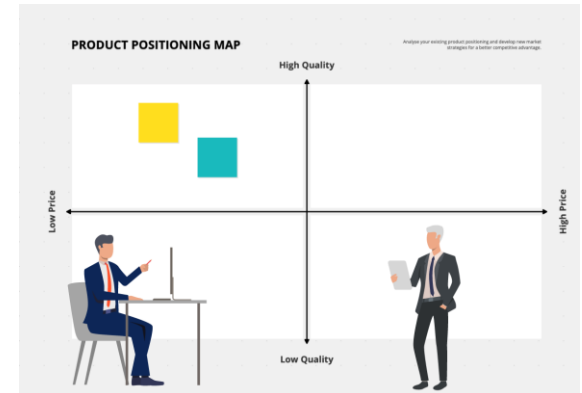 PRODUCT POSITIONING MAP
Analyse your existing product positioning and develop new market
strategies for a better competitive advantage.
High Quality
Low Price
High Price
Low Quality